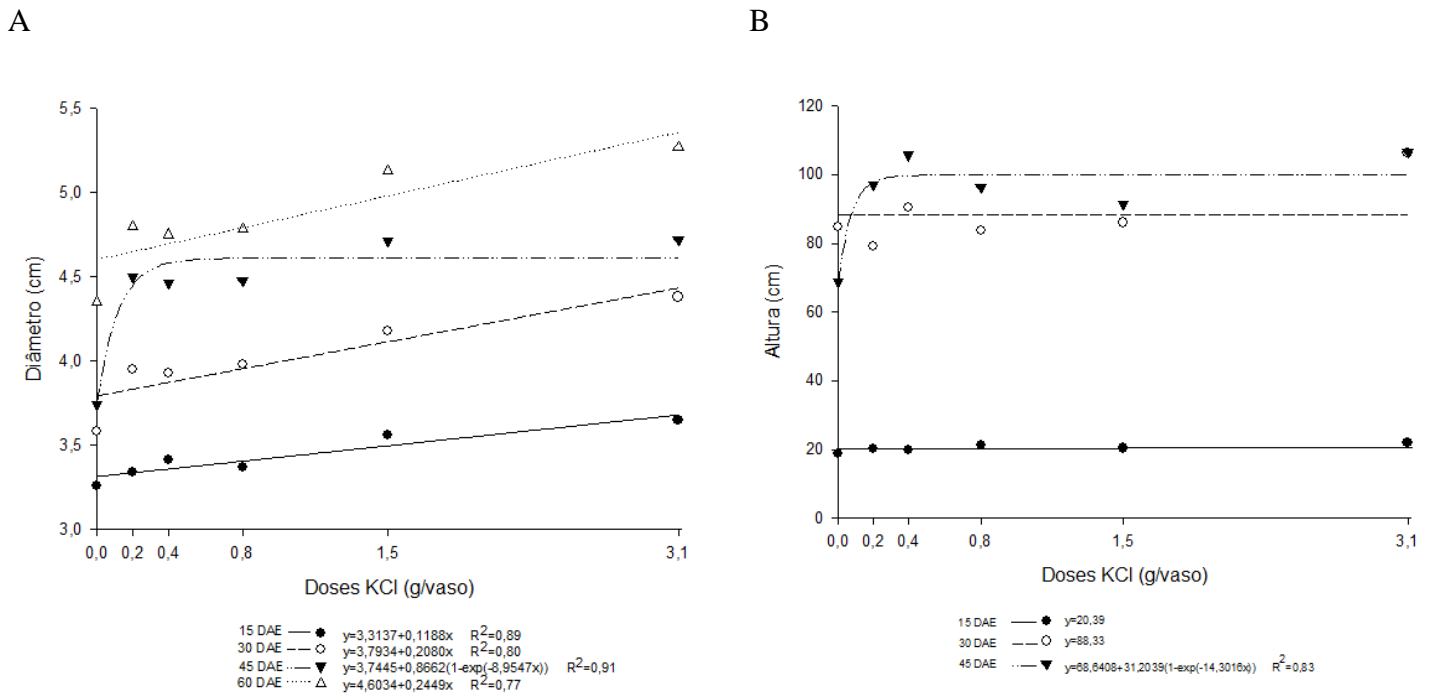 A
B
5,5
5,0
4,5
4,0
3,5
3,0
Diâmetro (cm)
0,0 0,2 0,4 0,8 1,5 3,1
Doses KCl (g/vaso)
15 DAE y=3,3137+0,1188x R²=0,89
30 DAE y=3,7934+0,2080x R²=0,80
45 DAE y=3,7445+0,8662(1-exp(-8,9547x)) R²=0,91
60 DAE y=4,6034+0,2449x R²=0,77
120
100
80
60
40
20
0
Altura (cm)
0,0 0,2 0,4 0,8 1,5 3,1
Doses KCl (g/vaso)
15 DAE y=20,39
30 DAE y=88,33
45 DAE y=68,6408+31,2039(1-exp(-14,3016x)) R²=0,83